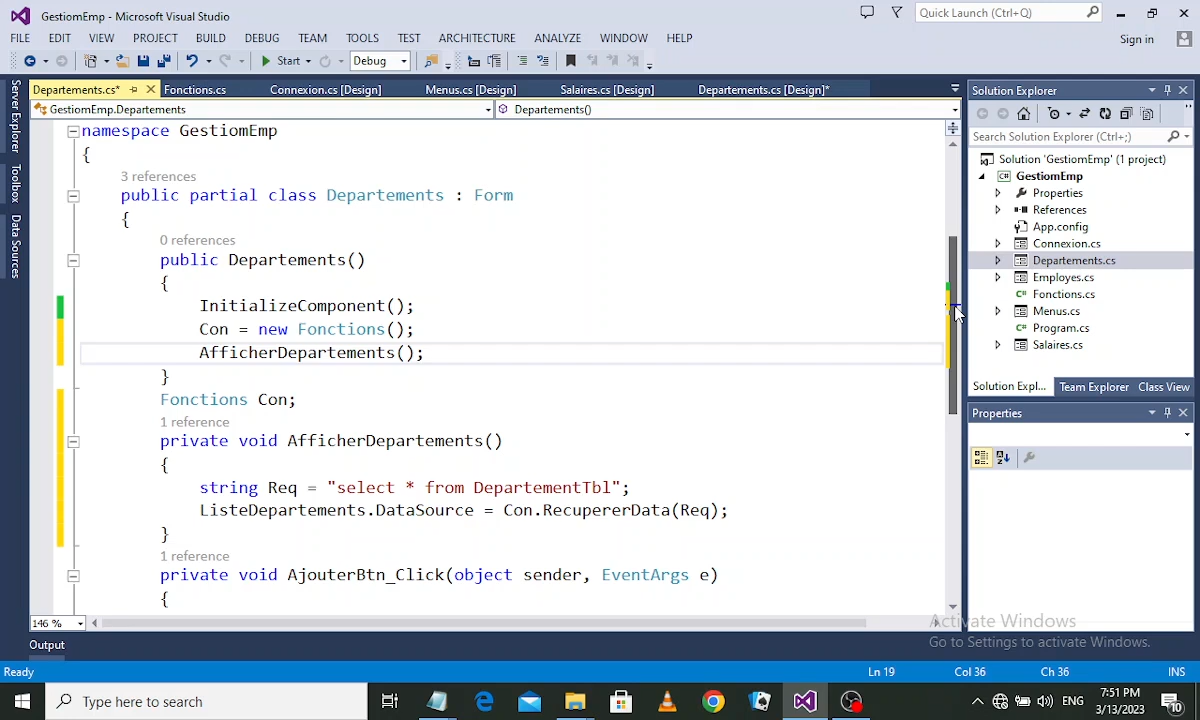 GestiomEmp - Microsoft Visual Studio
Quick Launch (Ctrl+Q)
FILE EDIT VIEW PROJECT BUILD DEBUG TEAM TOOLS TEST ARCHITECTURE ANALYZE WINDOW HELP
Sign in
Start Debug
Departements.cs* Fonctions.cs Connexion.cs [Design] Menus.cs [Design] Salaires.cs [Design] Departements.cs [Design]*
GestiomEmp.Departements Departements()
Server Explorer
Toolbox
Data Sources
namespace GestiomEmp
{
3 references
public partial class Departements : Form
{
0 references
public Departements()
{
InitializeComponent();
Con = new Fonctions();
AfficherDepartements();
}
Fonctions Con;
1 reference
private void AfficherDepartements()
{
string Req = "select * from DepartementTbl";
ListeDepartements.DataSource = Con.RecupererData(Req);
}
1 reference
private void AjouterBtn_Click(object sender, EventArgs e)
{
146 %
Solution Explorer
Search Solution Explorer (Ctrl+;)
Solution 'GestiomEmp' (1 project)
C# GestiomEmp
Properties
References
App.config
Connexion.cs
Departements.cs
Employes.cs
C# Fonctions.cs
Menus.cs
C# Program.cs
Salaires.cs
Solution Expl... Team Explorer Class View
Properties
Activate Windows
Go to Settings to activate Windows.
Output
Ready Ln 19 Col 36 Ch 36 INS
Type here to search
ENG
7:51 PM
3/13/2023
10